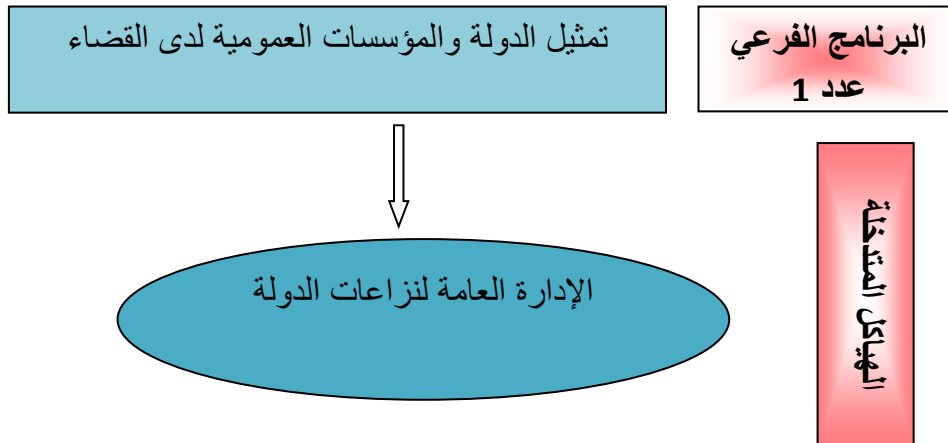 البرنامج الفرعي
عدد 1
تمثيل الدولة والمؤسسات العمومية لدى القضاء
الهياكل المتدخلة
الإدارة العامة لنزاعات الدولة